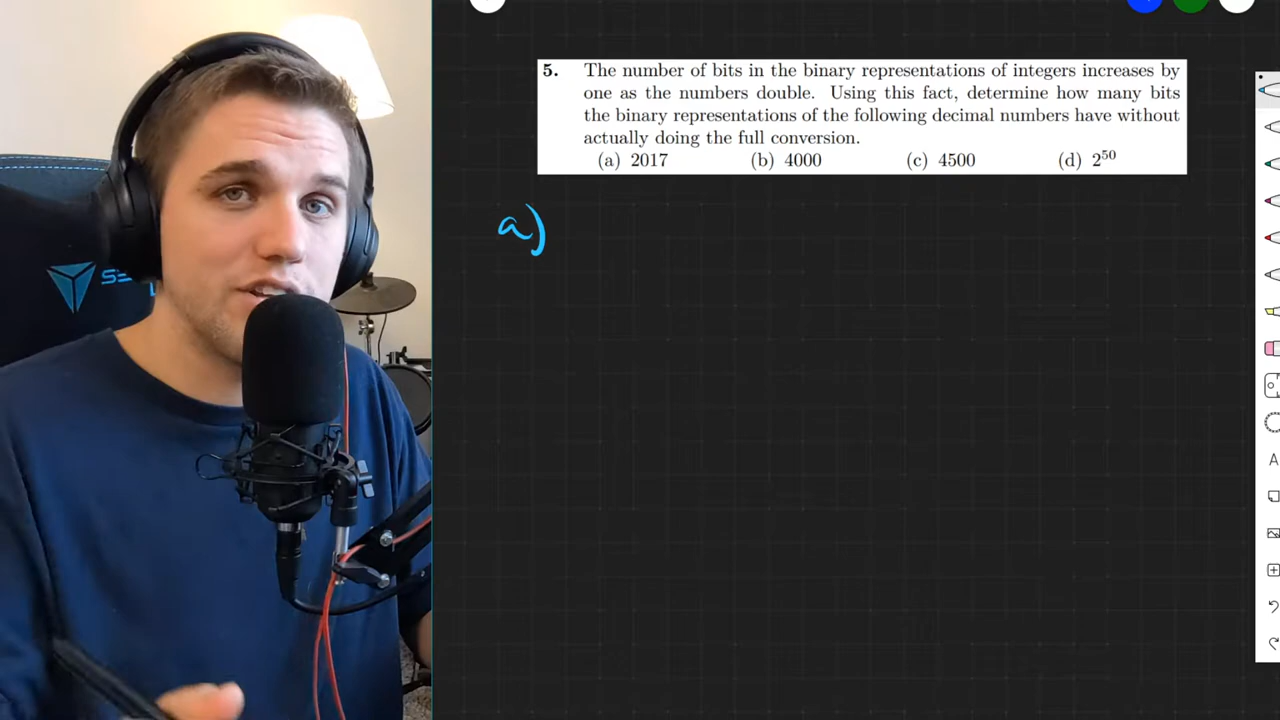 5. The number of bits in the binary representations of integers increases by
one as the numbers double. Using this fact, determine how many bits
the binary representations of the following decimal numbers have without
actually doing the full conversion.
(a) 2017 (b) 4000 (c) 4500 (d) 2⁵⁰
a)
A